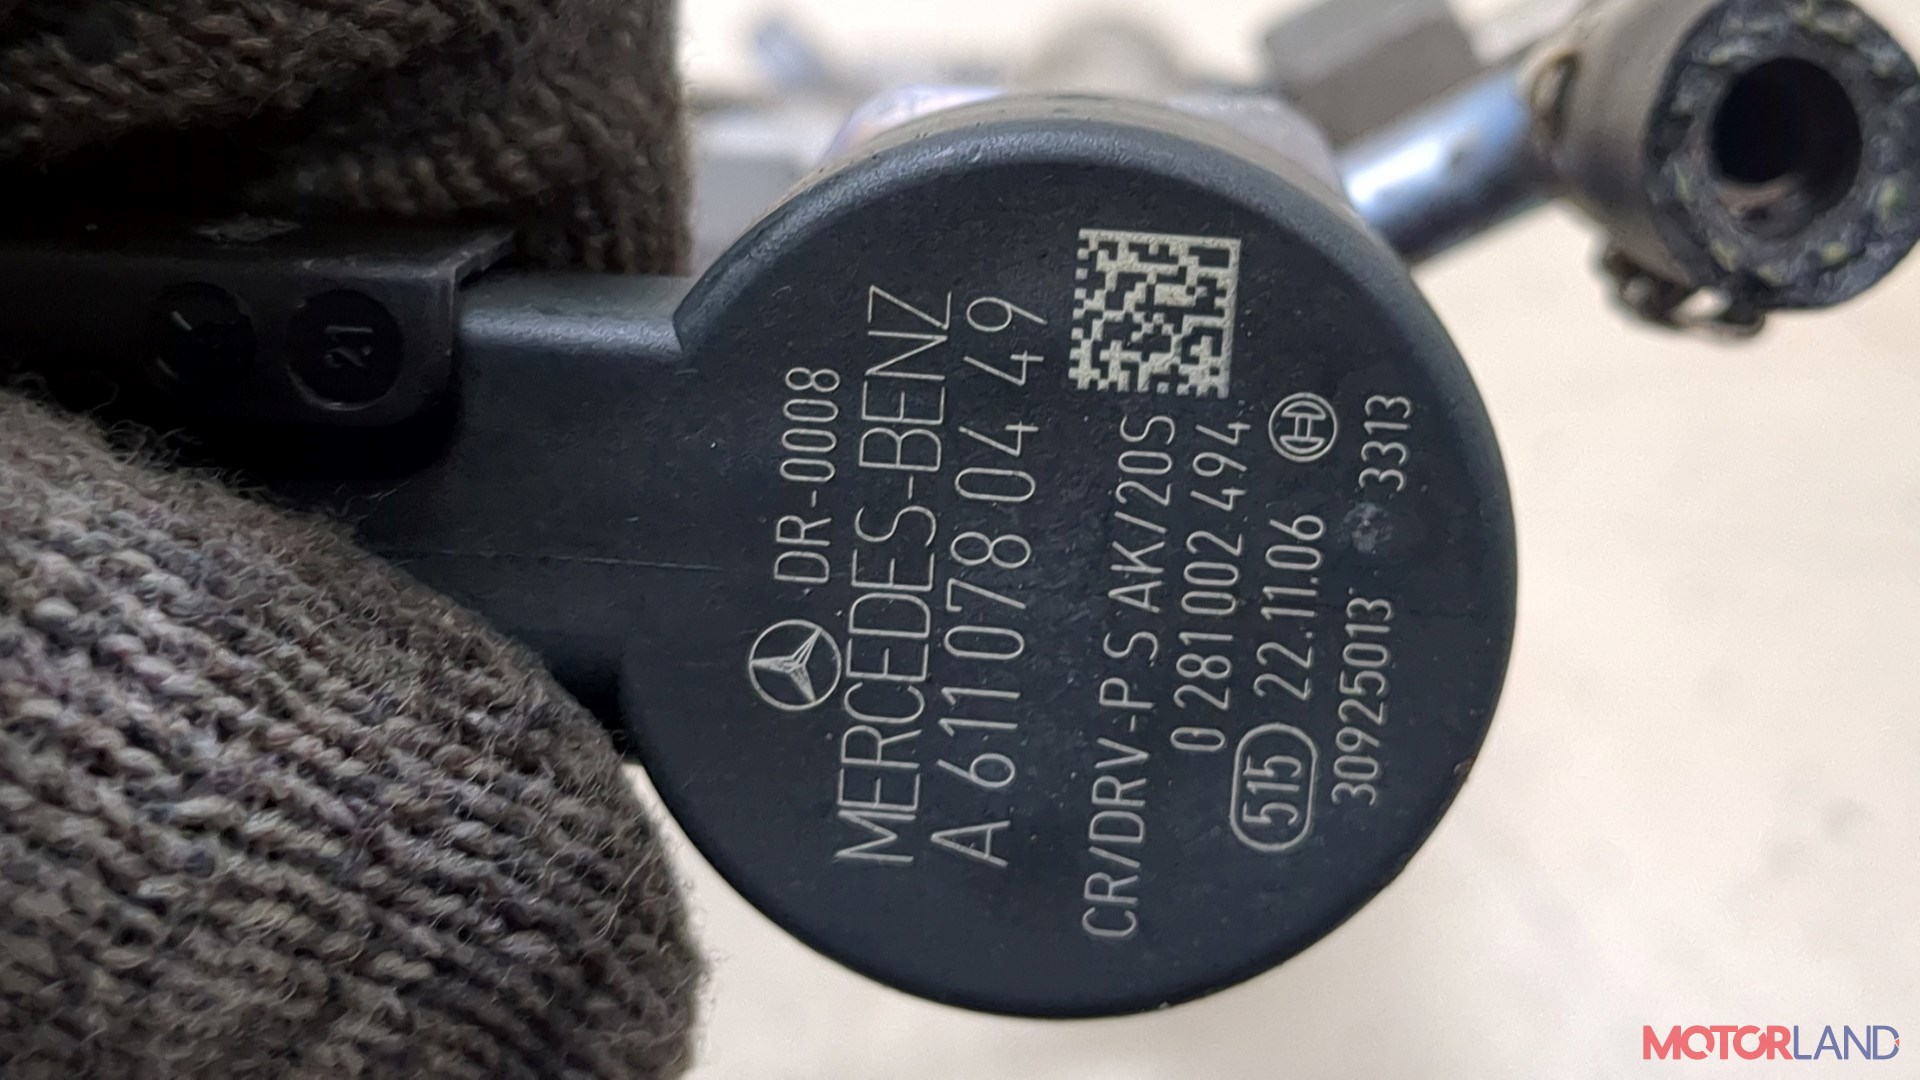 DR-0008
MERCEDES-BENZ
A 611 078 04 49
CR/DRV-P S AK/20S
0 281 002 494
515 22.11.06
30925013 3313
12
MOTORLAND